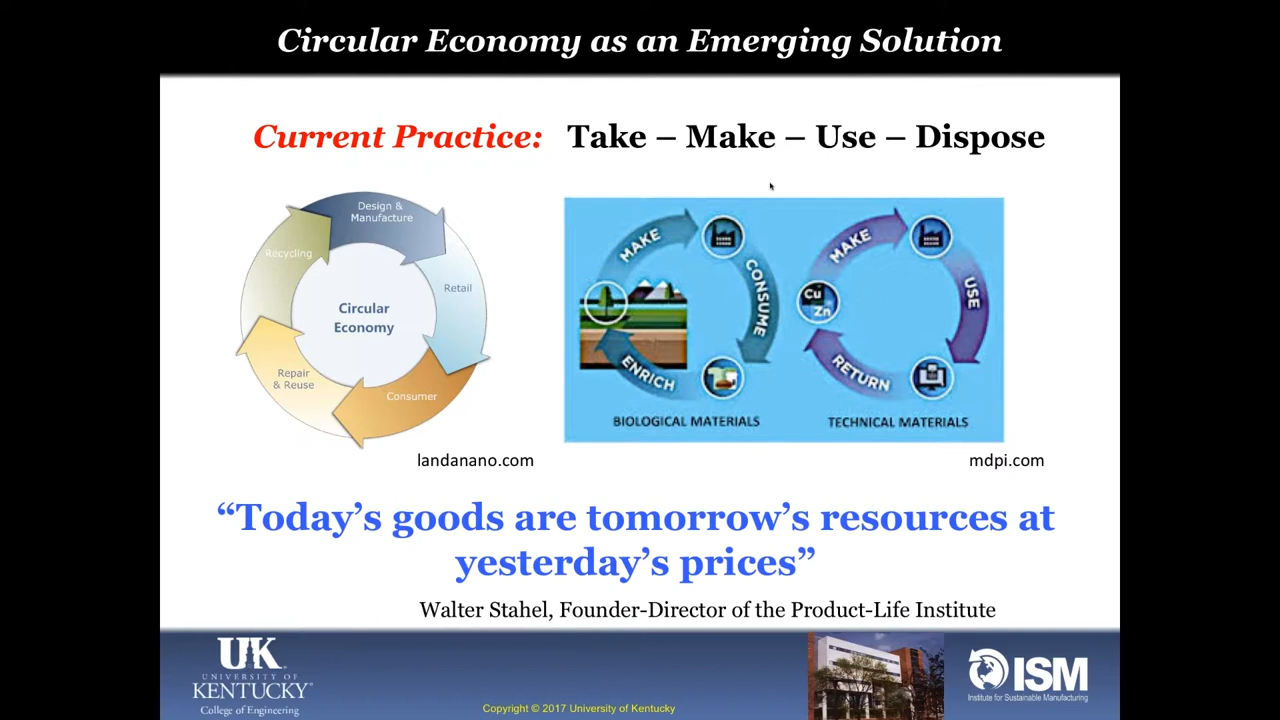 Circular Economy as an Emerging Solution
Current Practice: Take – Make – Use – Dispose
Design &
Manufacture
Retail
Consumer
Repair
& Reuse
Recycling
Circular
Economy
landanano.com
MAKE
CONSUME
ENRICH
BIOLOGICAL MATERIALS
MAKE
USE
RETURN
Cu
Zn
TECHNICAL MATERIALS
mdpi.com
“Today’s goods are tomorrow’s resources at
yesterday’s prices”
Walter Stahel, Founder-Director of the Product-Life Institute
UK
UNIVERSITY OF
KENTUCKY
College of Engineering
Copyright © 2017 University of Kentucky
ISM
Institute for Sustainable Manufacturing